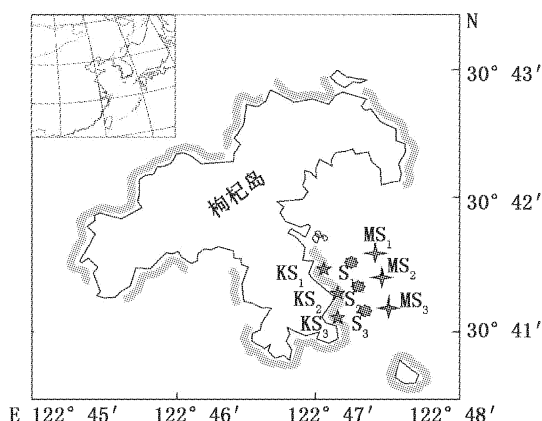 N
30° 43′
30° 42′
枸杞岛
MS₁
KS₁ S₁ MS₂
KS₂ S₂ MS₃
KS₃ S₃
30° 41′
E 122° 45′ 122° 46′ 122° 47′ 122° 48′